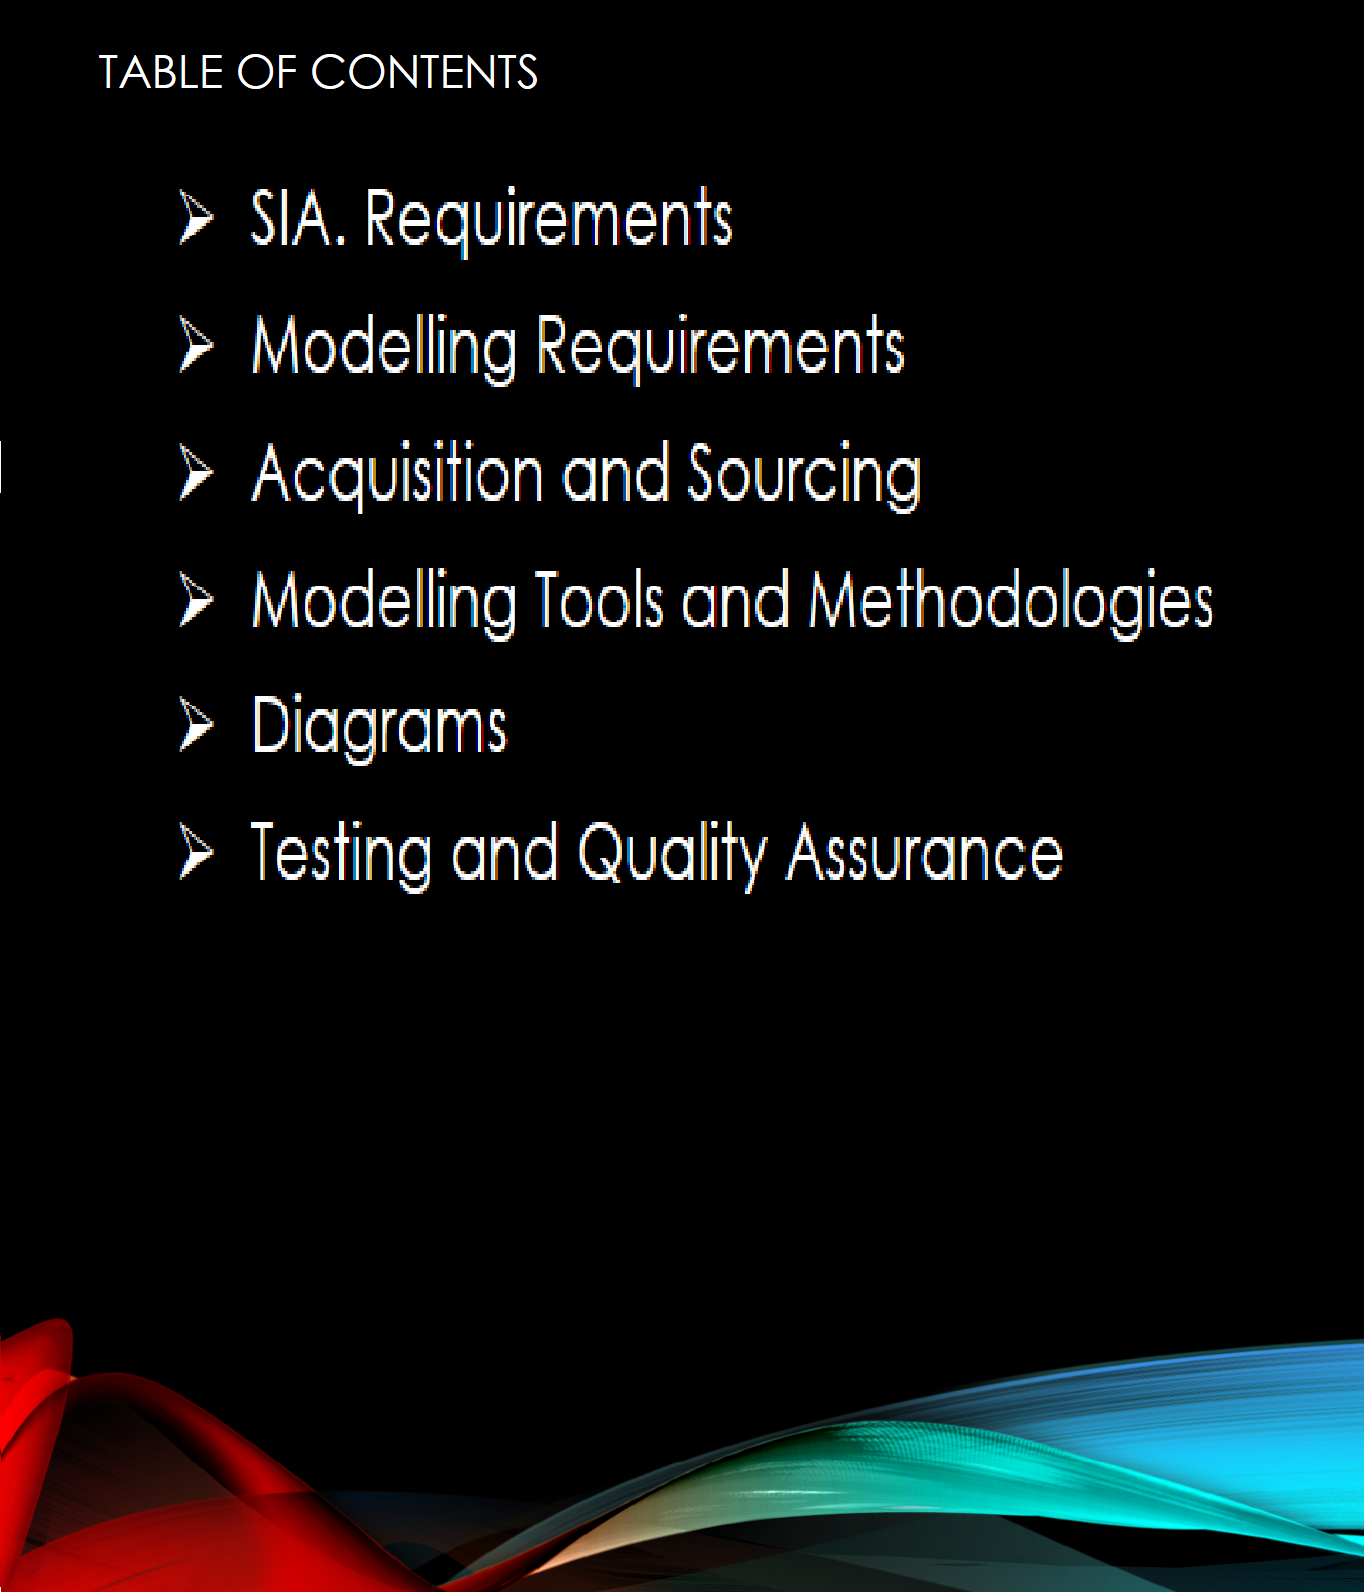 TABLE OF CONTENTS
➢ SIA. Requirements
➢ Modelling Requirements
➢ Acquisition and Sourcing
➢ Modelling Tools and Methodologies
➢ Diagrams
➢ Testing and Quality Assurance